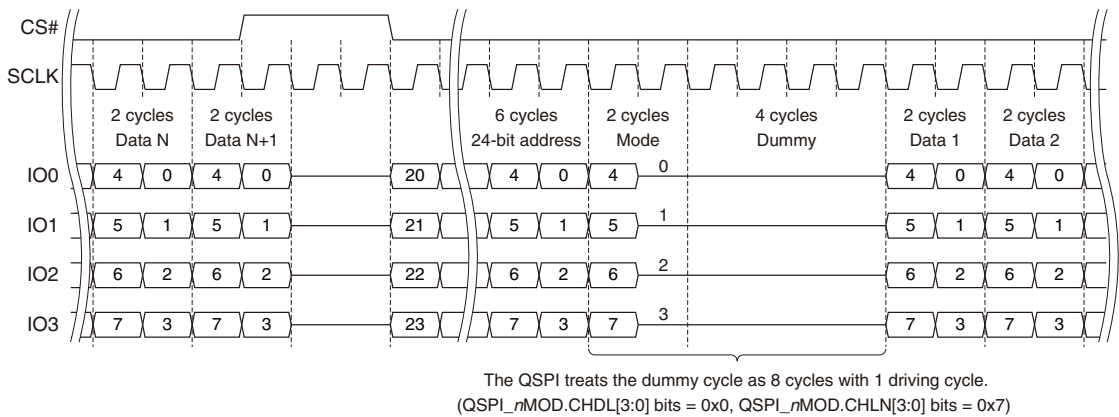 CS#
SCLK
2 cycles 2 cycles 6 cycles 2 cycles 4 cycles 2 cycles 2 cycles
Data N Data N+1 24-bit address Mode Dummy Data 1 Data 2
IO0 4 0 4 0 20 4 0 4 0 4 0 4 0
IO1 5 1 5 1 21 5 1 5 1 5 1 5 1
IO2 6 2 6 2 22 6 2 6 2 6 2 6 2
IO3 7 3 7 3 23 7 3 7 3 7 3 7 3
The QSPI treats the dummy cycle as 8 cycles with 1 driving cycle.
(QSPI_nMOD.CHDL[3:0] bits = 0x0, QSPI_nMOD.CHLN[3:0] bits = 0x7)